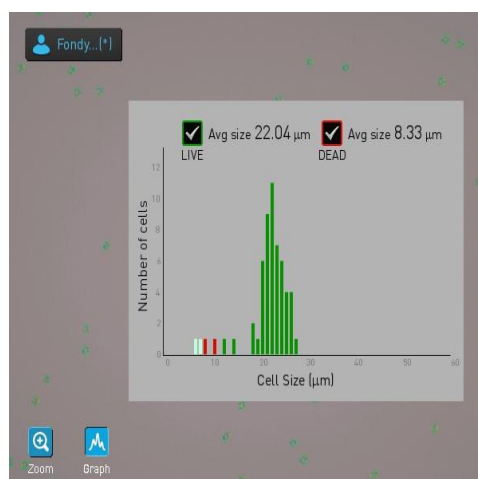 Fondy...(*)
Avg size 22.04 µm Avg size 8.33 µm
LIVE DEAD
Number of cells
12
10
8
6
4
2
0
0 10 20 30 40 50 60
Cell Size (µm)
Zoom Graph